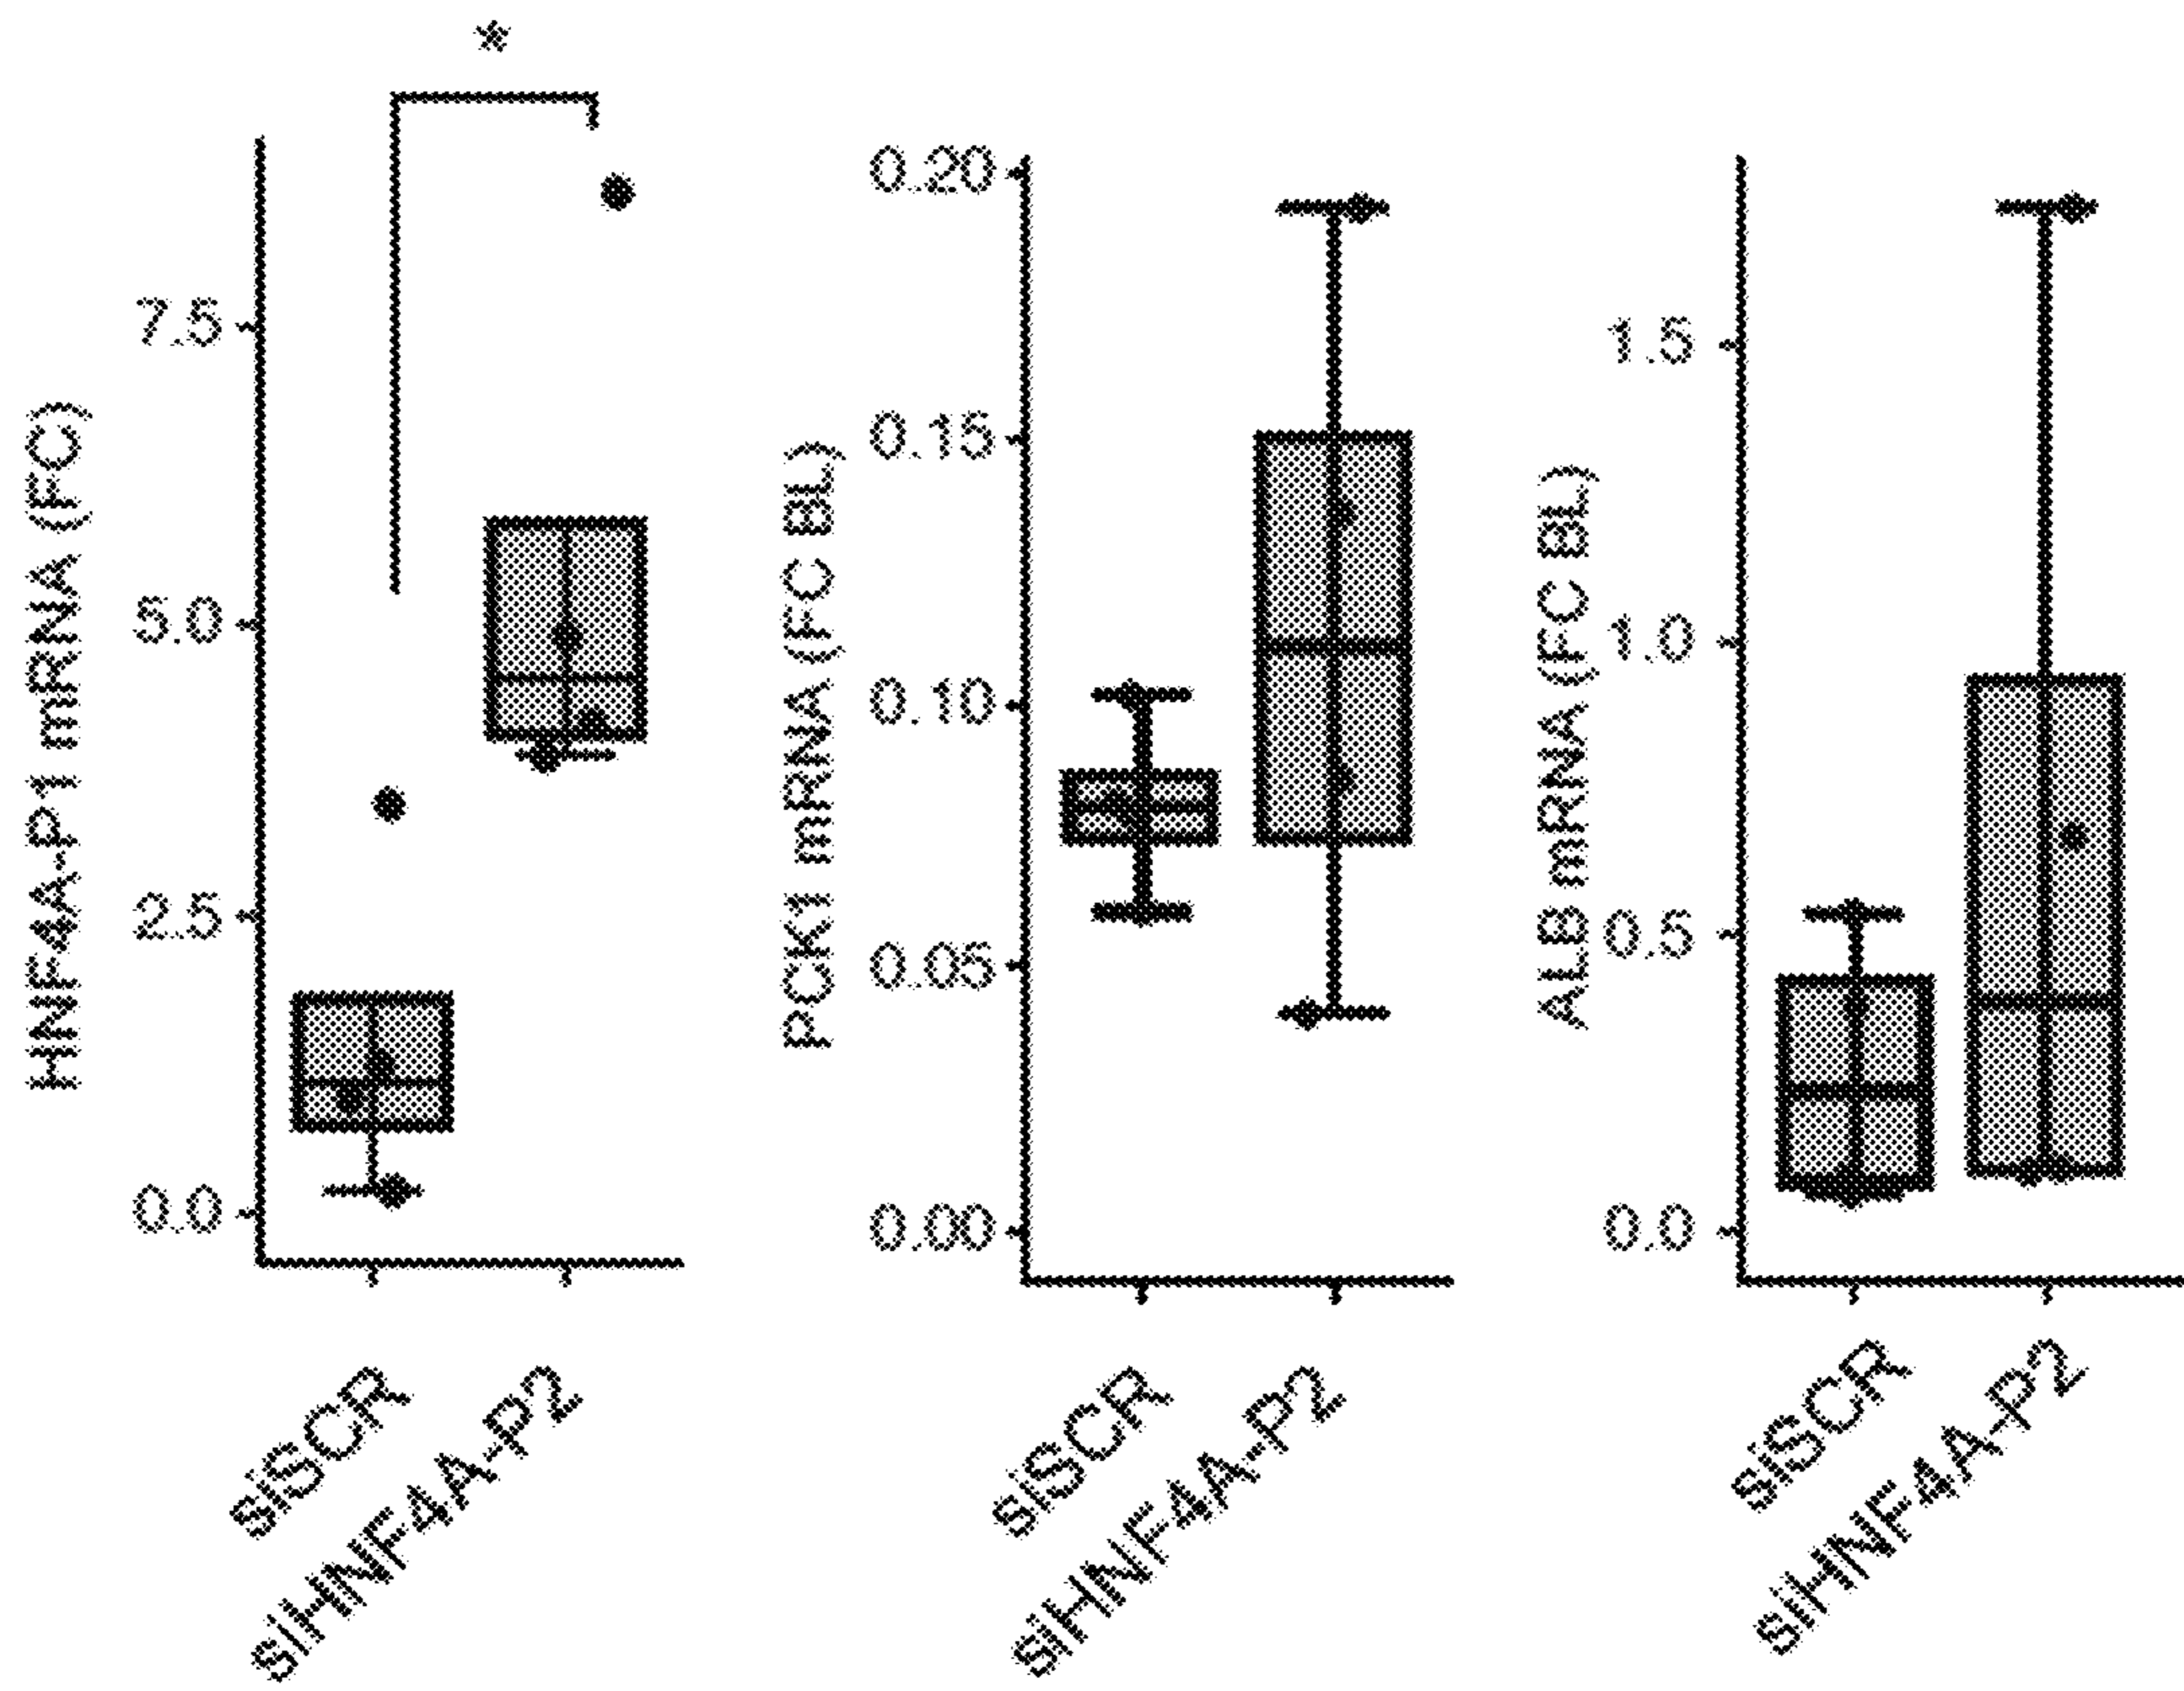 *
HNF4A-P1 mRNA (FC)
7.5
5.0
2.5
0.0
siSCR
siHNF4A-P2
PCK1 mRNA (FC BL)
0.20
0.15
0.10
0.05
0.00
siSCR
siHNF4A-P2
ALB mRNA (FC BL)
1.5
1.0
0.5
0.0
siSCR
siHNF4A-P2